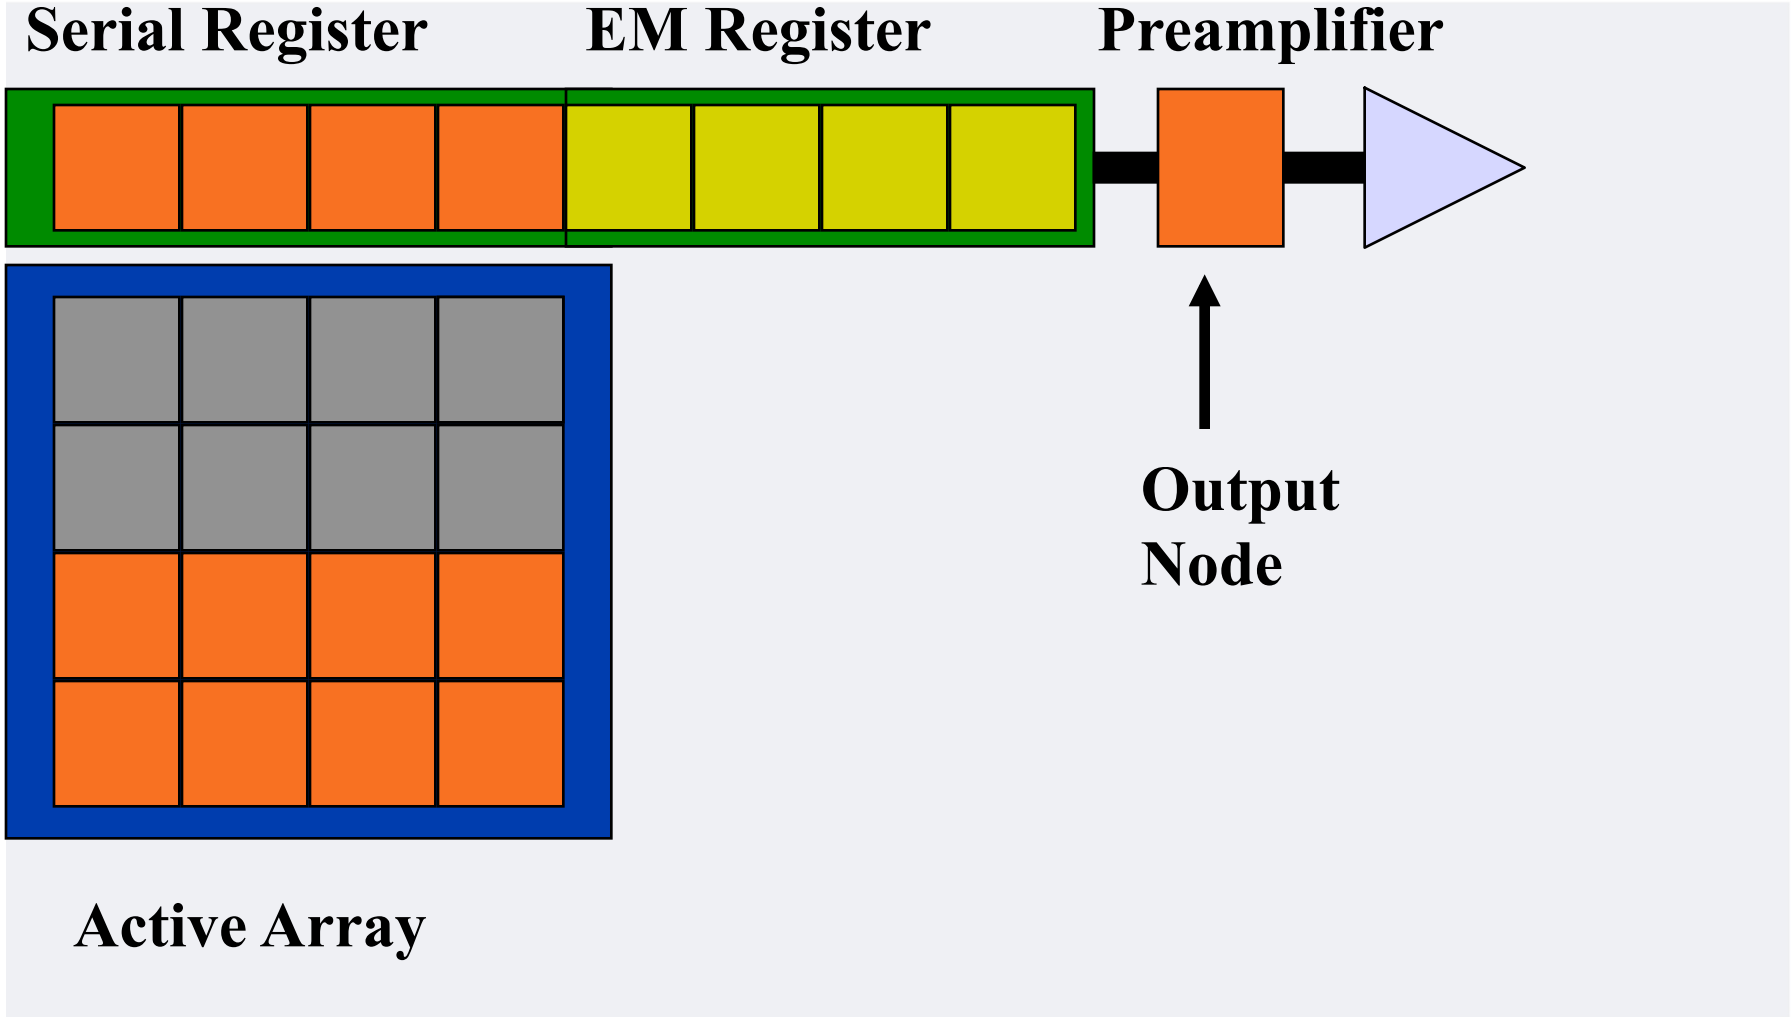 Serial Register
EM Register
Preamplifier
Output
Node
Active Array